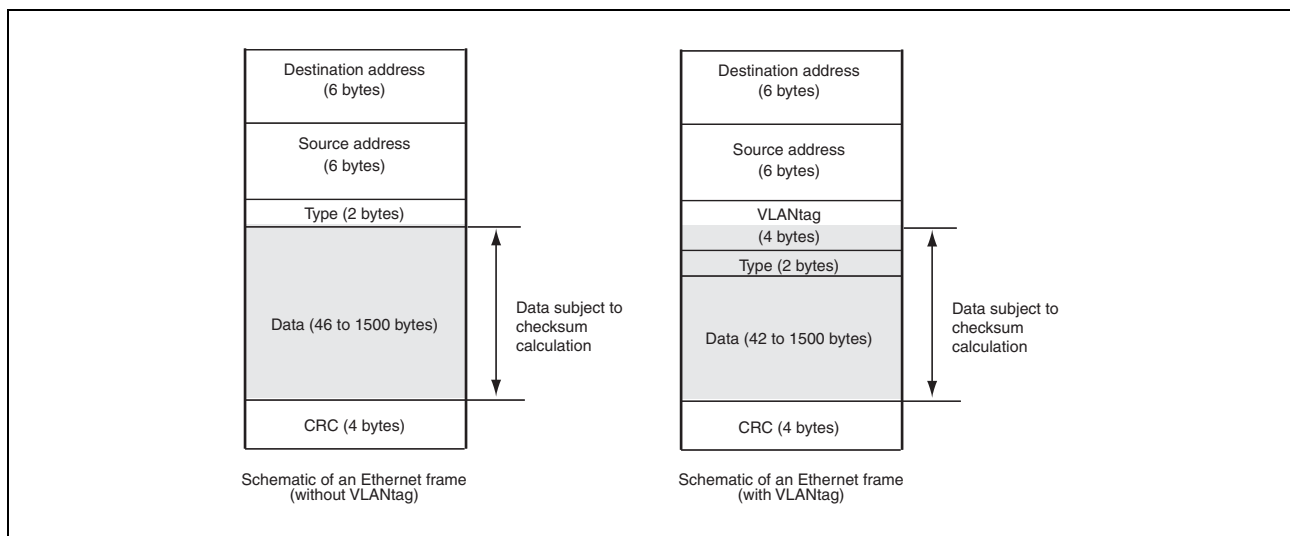 Destination address
(6 bytes)
Source address
(6 bytes)
Type (2 bytes)
Data (46 to 1500 bytes)
CRC (4 bytes)
Data subject to
checksum
calculation
Schematic of an Ethernet frame
(without VLANtag)
Destination address
(6 bytes)
Source address
(6 bytes)
VLANtag
(4 bytes)
Type (2 bytes)
Data (42 to 1500 bytes)
CRC (4 bytes)
Data subject to
checksum
calculation
Schematic of an Ethernet frame
(with VLANtag)